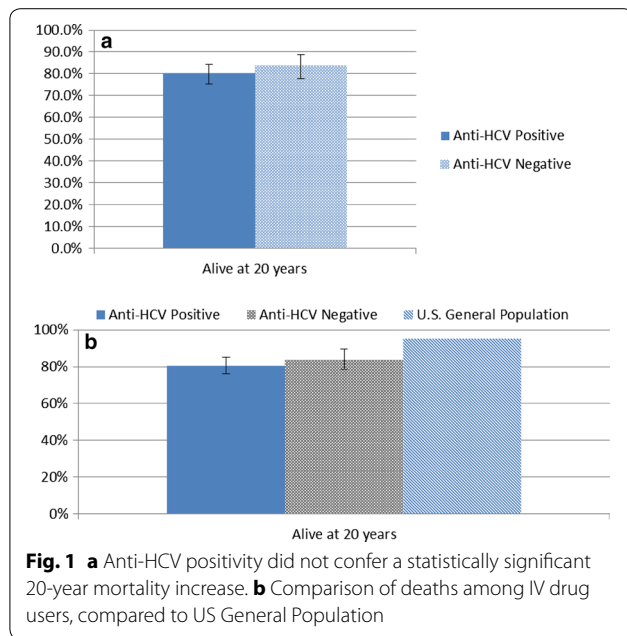 100.0%
90.0%
80.0%
70.0%
60.0%
50.0%
40.0%
30.0%
20.0%
10.0%
0.0%
a
Alive at 20 years
Anti-HCV Positive
Anti-HCV Negative
Anti-HCV Positive Anti-HCV Negative U.S. General Population
100%
80%
60%
40%
20%
0%
b
Alive at 20 years
Fig. 1 a Anti-HCV positivity did not confer a statistically significant
20-year mortality increase. b Comparison of deaths among IV drug
users, compared to US General Population